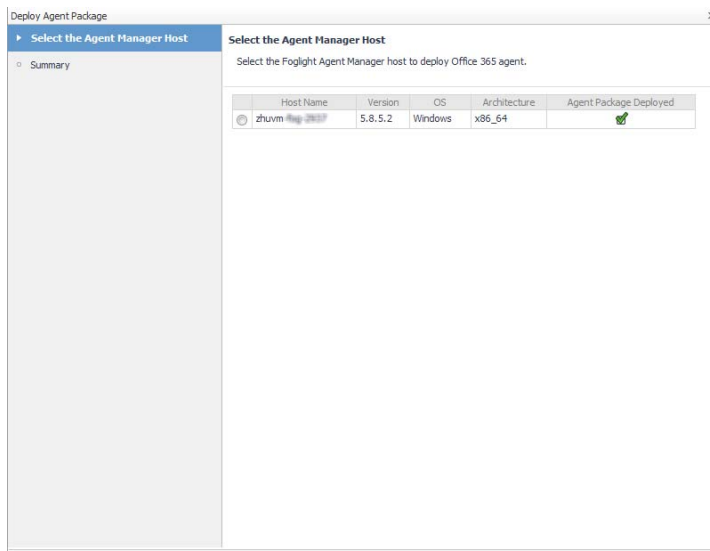 Deploy Agent Package
Select the Agent Manager Host
Summary
Select the Agent Manager Host
Select the Foglight Agent Manager host to deploy Office 365 agent.
Host Name Version OS Architecture Agent Package Deployed
zhuvm- 5.8.5.2 Windows x86_64